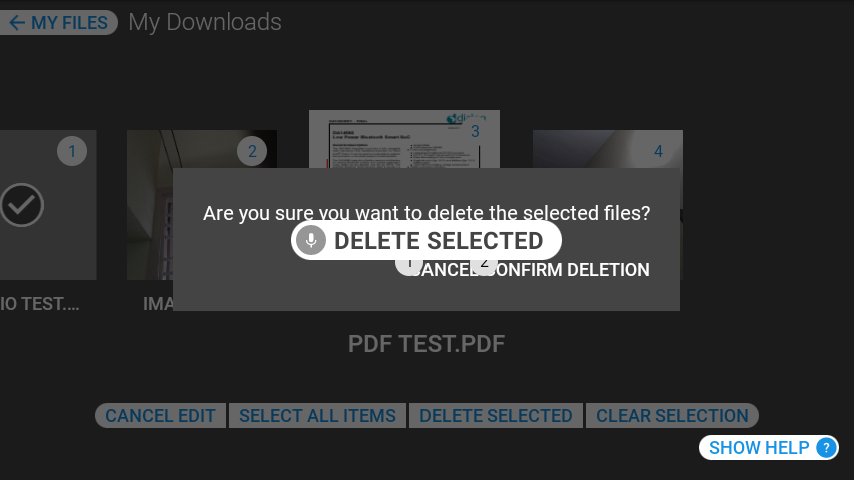 MY FILES My Downloads
1 2 3 4
Are you sure you want to delete the selected files?
DELETE SELECTED
1 2
CANCEL CONFIRM DELETION
IO TEST.... IMA
PDF TEST.PDF
CANCEL EDIT SELECT ALL ITEMS DELETE SELECTED CLEAR SELECTION
SHOW HELP ?